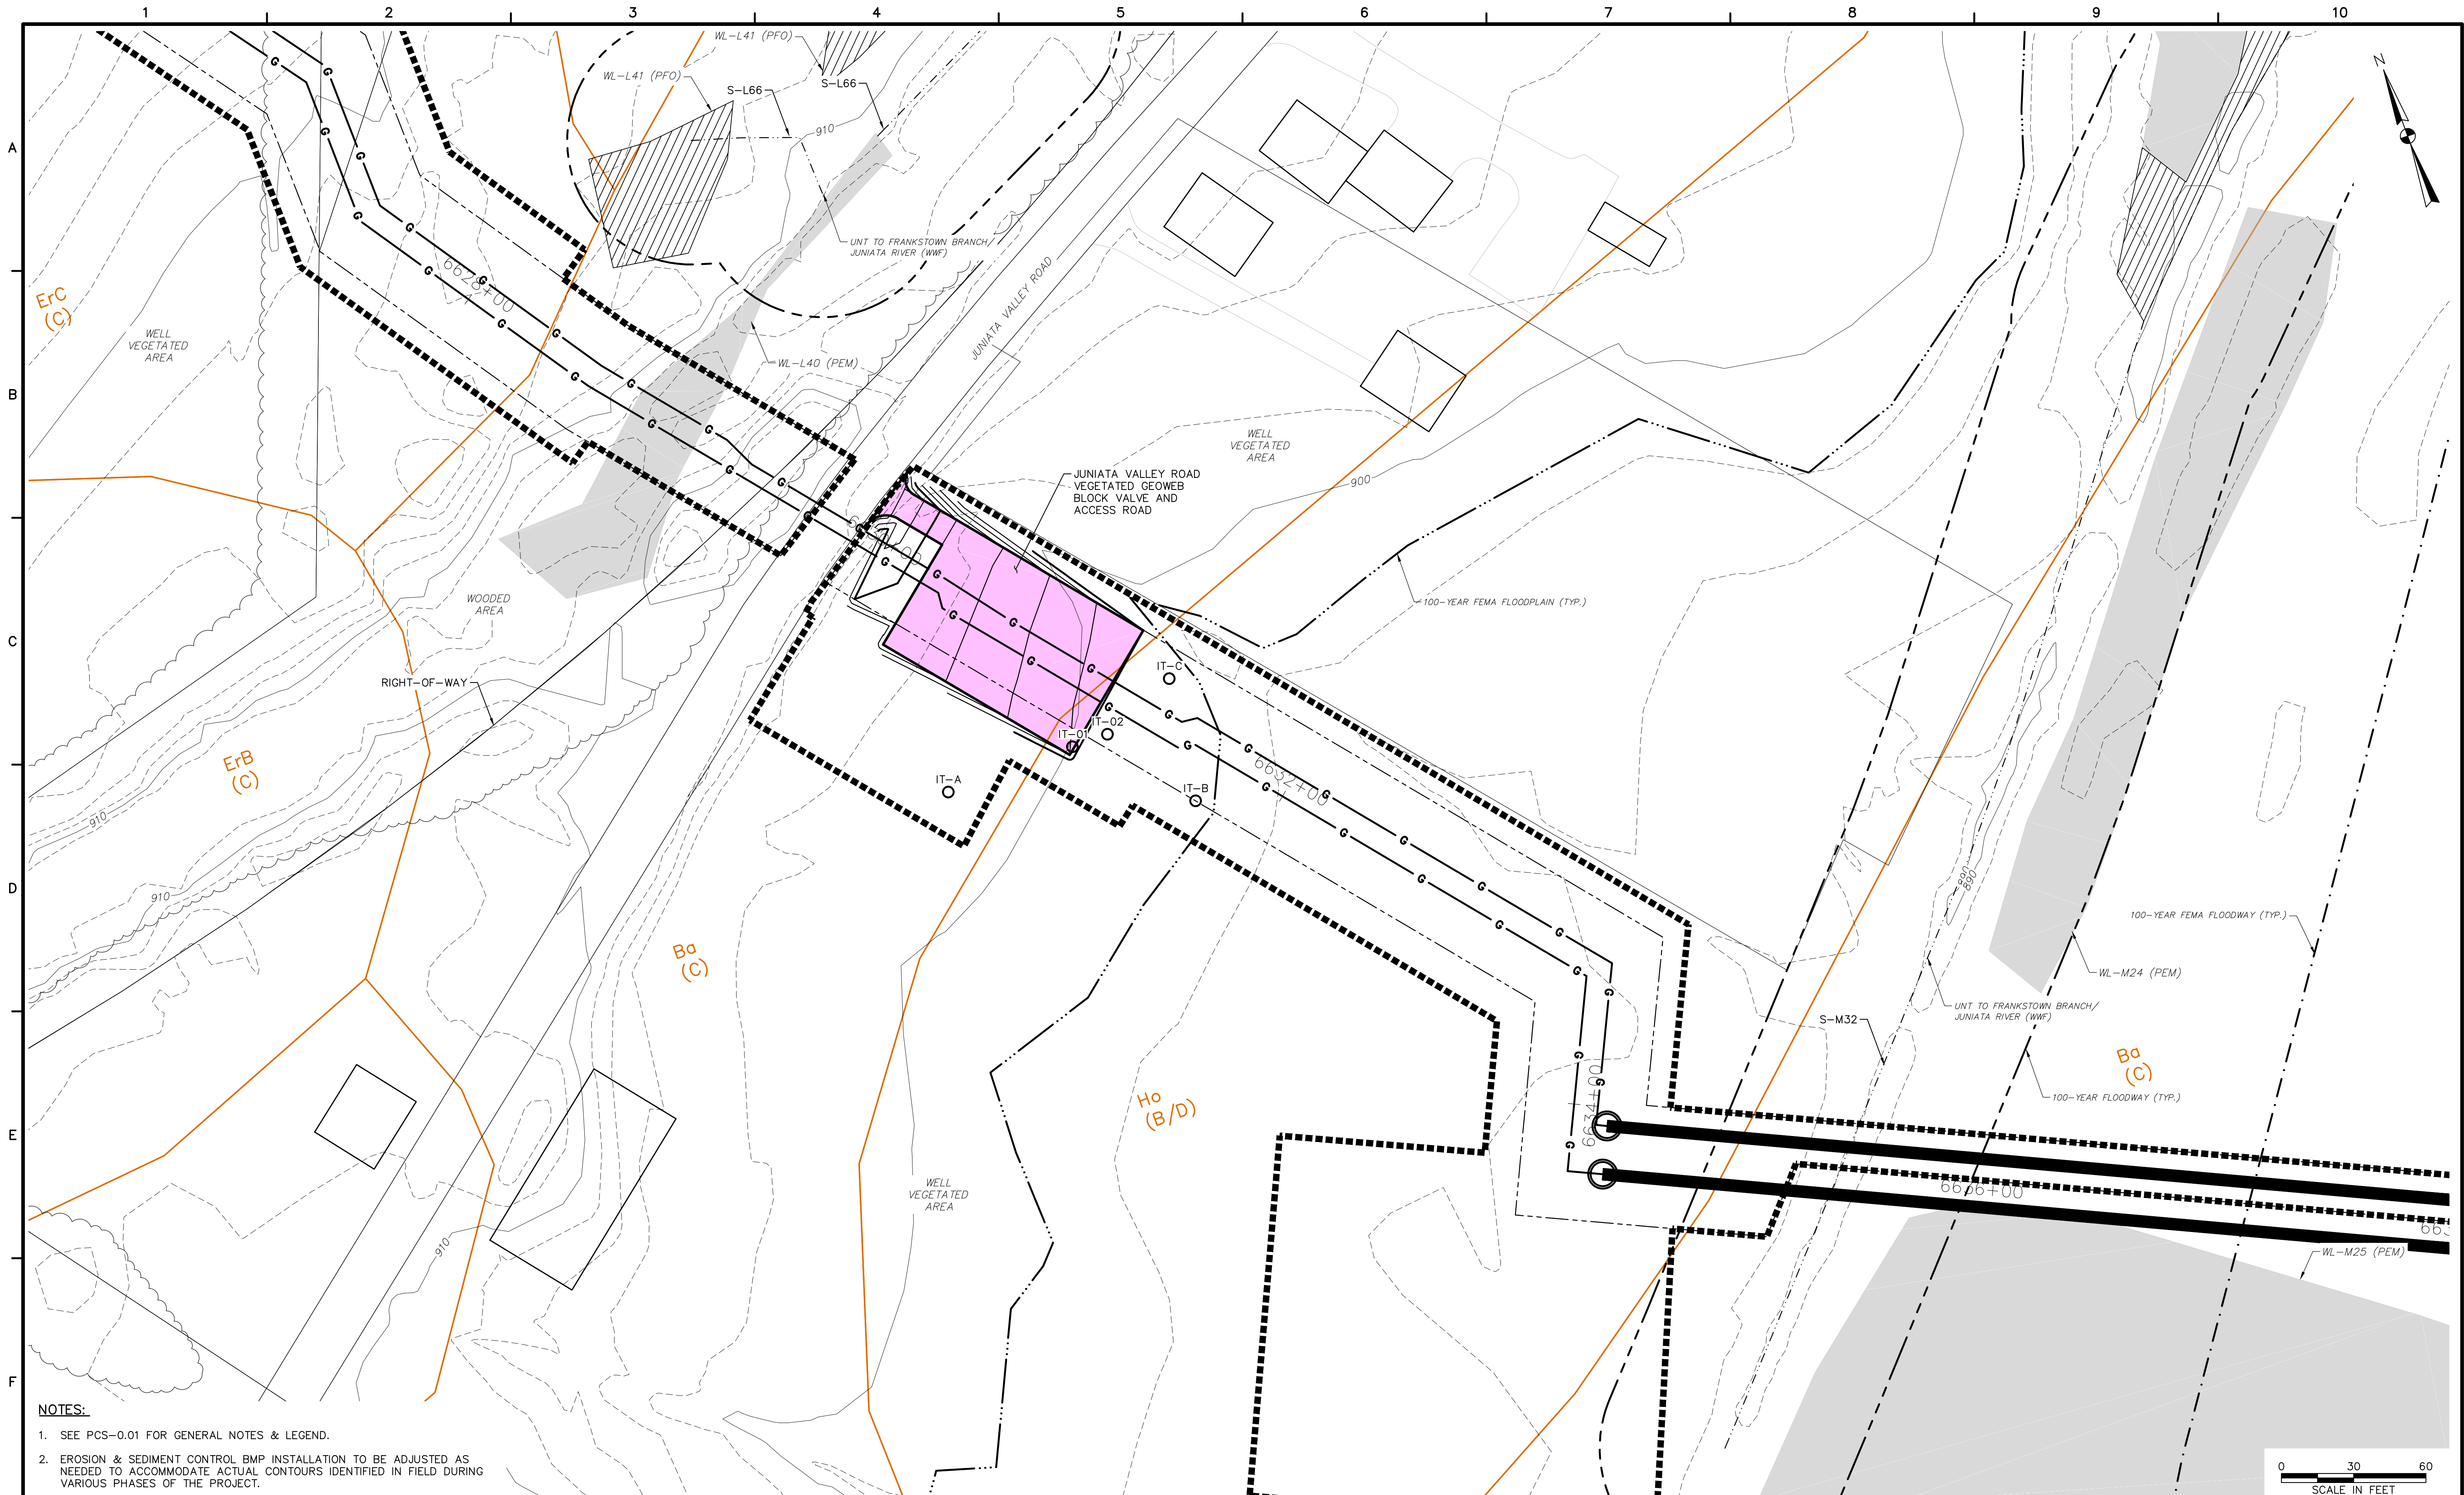 1 2 3 4 5 6 7 8 9 10
A
B
C
D
E
F
WL-L41 (PFO)
WL-L41 (PFO)
S-L66
S-L66
910
N
UNT TO FRANKSTOWN BRANCH/
JUNIATA RIVER (WWF)
JUNIATA VALLEY ROAD
6628+00
ErC
(C)
WELL
VEGETATED
AREA
WL-L40 (PEM)
WELL
VEGETATED
AREA
JUNIATA VALLEY ROAD
VEGETATED GEOWEB
BLOCK VALVE AND
ACCESS ROAD
900
100-YEAR FEMA FLOODPLAIN (TYP.)
WOODED
AREA
RIGHT-OF-WAY
IT-C
IT-02
IT-01
IT-A
IT-B
6632+00
ErB
(C)
910
910
Ba
(C)
890
890
100-YEAR FEMA FLOODWAY (TYP.)
WL-M24 (PEM)
UNT TO FRANKSTOWN BRANCH/
JUNIATA RIVER (WWF)
S-M32
Ba
(C)
100-YEAR FLOODWAY (TYP.)
Ho
(B/D)
6634+00
6636+00
WELL
VEGETATED
AREA
910
WL-M25 (PEM)
G G G G G G G G G G G G G G G G G G G G G G G G G G G G G G G G G G G G G G G G G G G G G G
NOTES:
1. SEE PCS-0.01 FOR GENERAL NOTES & LEGEND.
2. EROSION & SEDIMENT CONTROL BMP INSTALLATION TO BE ADJUSTED AS
NEEDED TO ACCOMMODATE ACTUAL CONTOURS IDENTIFIED IN FIELD DURING
VARIOUS PHASES OF THE PROJECT.
0 30 60
SCALE IN FEET